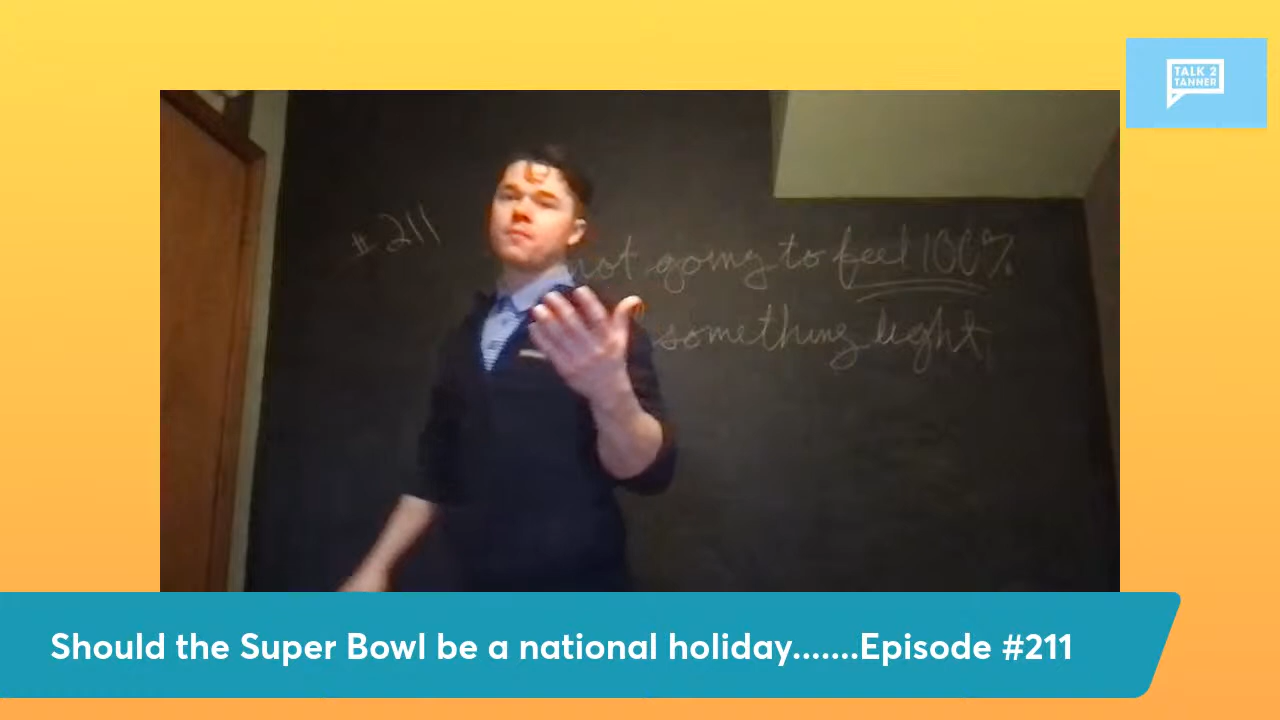 TALK 2
TANNER
#211
not going to feel 100%
something light
Should the Super Bowl be a national holiday.......Episode #211